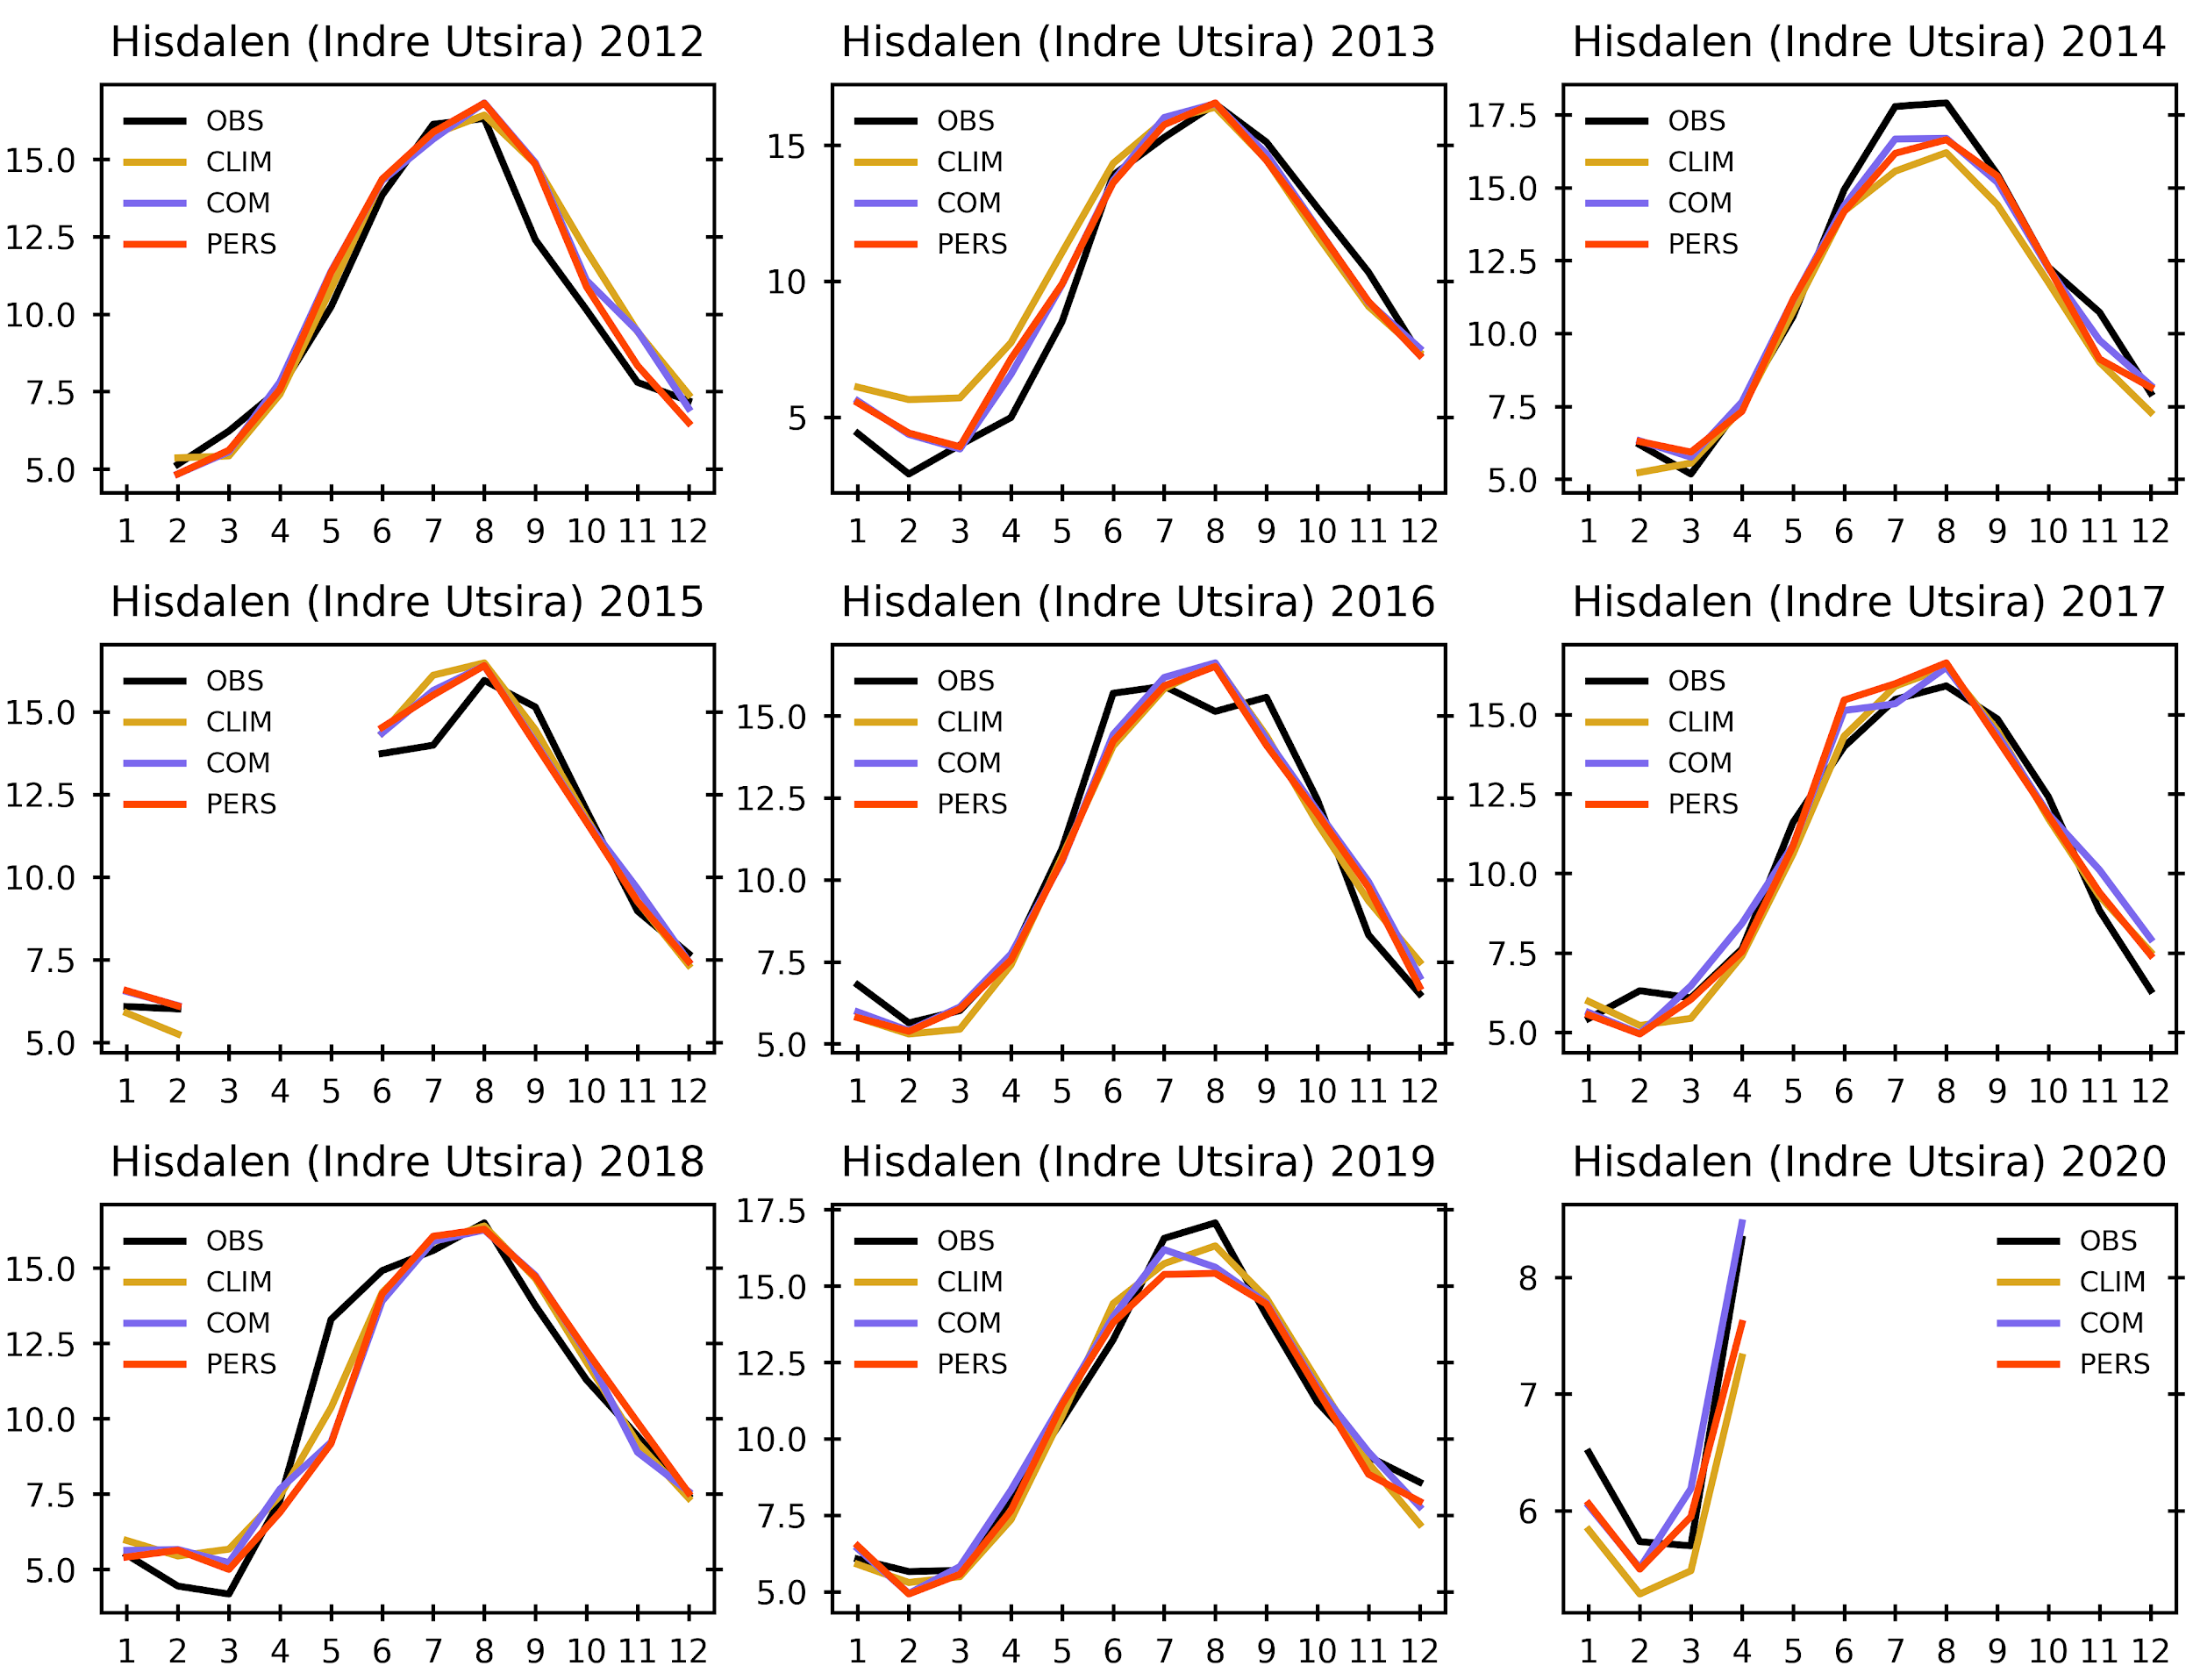 Hisdalen (Indre Utsira) 2012
OBS
CLIM
COM
PERS
15.0
12.5
10.0
7.5
5.0
1 2 3 4 5 6 7 8 9 10 11 12
Hisdalen (Indre Utsira) 2013
OBS
CLIM
COM
PERS
15
10
5
1 2 3 4 5 6 7 8 9 10 11 12
Hisdalen (Indre Utsira) 2014
OBS
CLIM
COM
PERS
17.5
15.0
12.5
10.0
7.5
5.0
1 2 3 4 5 6 7 8 9 10 11 12
Hisdalen (Indre Utsira) 2015
OBS
CLIM
COM
PERS
15.0
12.5
10.0
7.5
5.0
1 2 3 4 5 6 7 8 9 10 11 12
Hisdalen (Indre Utsira) 2016
OBS
CLIM
COM
PERS
15.0
12.5
10.0
7.5
5.0
1 2 3 4 5 6 7 8 9 10 11 12
Hisdalen (Indre Utsira) 2017
OBS
CLIM
COM
PERS
15.0
12.5
10.0
7.5
5.0
1 2 3 4 5 6 7 8 9 10 11 12
Hisdalen (Indre Utsira) 2018
OBS
CLIM
COM
PERS
15.0
12.5
10.0
7.5
5.0
1 2 3 4 5 6 7 8 9 10 11 12
Hisdalen (Indre Utsira) 2019
OBS
CLIM
COM
PERS
17.5
15.0
12.5
10.0
7.5
5.0
1 2 3 4 5 6 7 8 9 10 11 12
Hisdalen (Indre Utsira) 2020
OBS
CLIM
COM
PERS
8
7
6
1 2 3 4 5 6 7 8 9 10 11 12